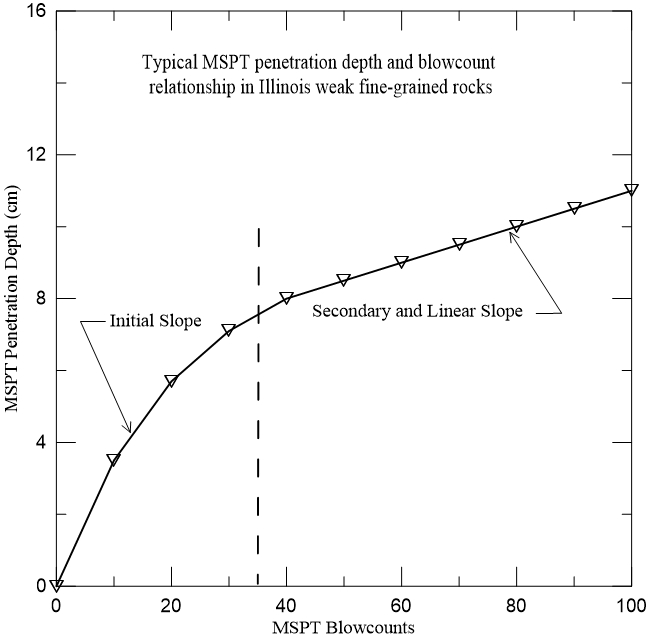 16
Typical MSPT penetration depth and blowcount
relationship in Illinois weak fine-grained rocks
12
MSPT Penetration Depth (cm)
8
Initial Slope
Secondary and Linear Slope
4
0
0 20 40 60 80 100
MSPT Blowcounts